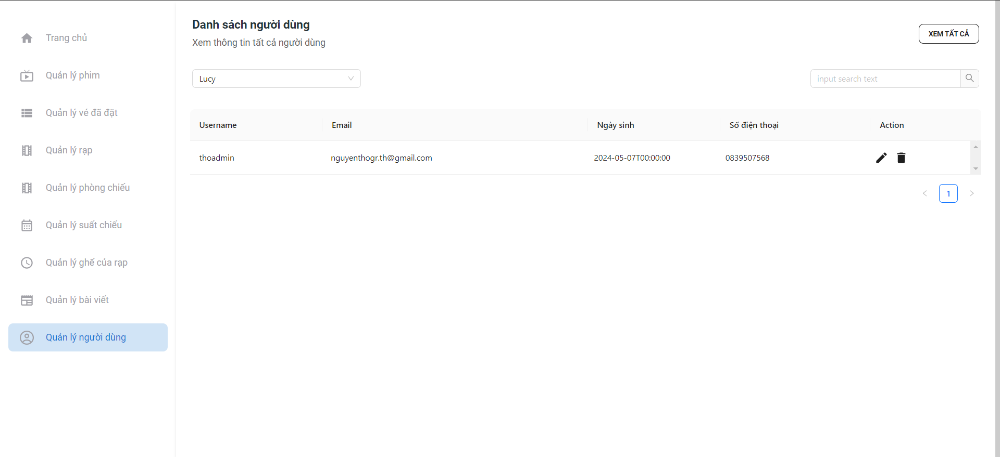 Trang chủ
Quản lý phim
Quản lý vé đã đặt
Quản lý rạp
Quản lý phòng chiếu
Quản lý suất chiếu
Quản lý ghế của rạp
Quản lý bài viết
Quản lý người dùng
Danh sách người dùng
Xem thông tin tất cả người dùng
XEM TẤT CẢ
Lucy
input search text
Username Email Ngày sinh Số điện thoại Action
thoadmin nguyenthogr.th@gmail.com 2024-05-07T00:00:00 0839507568
1